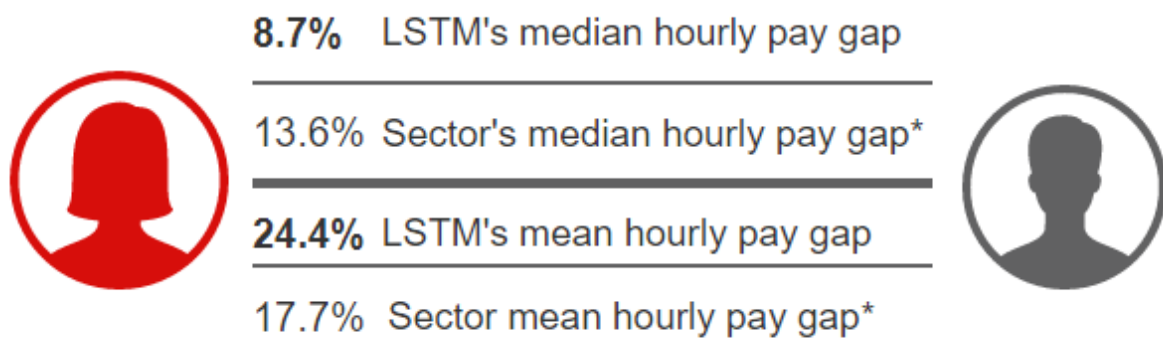 8.7% LSTM's median hourly pay gap
13.6% Sector's median hourly pay gap*
24.4% LSTM's mean hourly pay gap
17.7% Sector mean hourly pay gap*